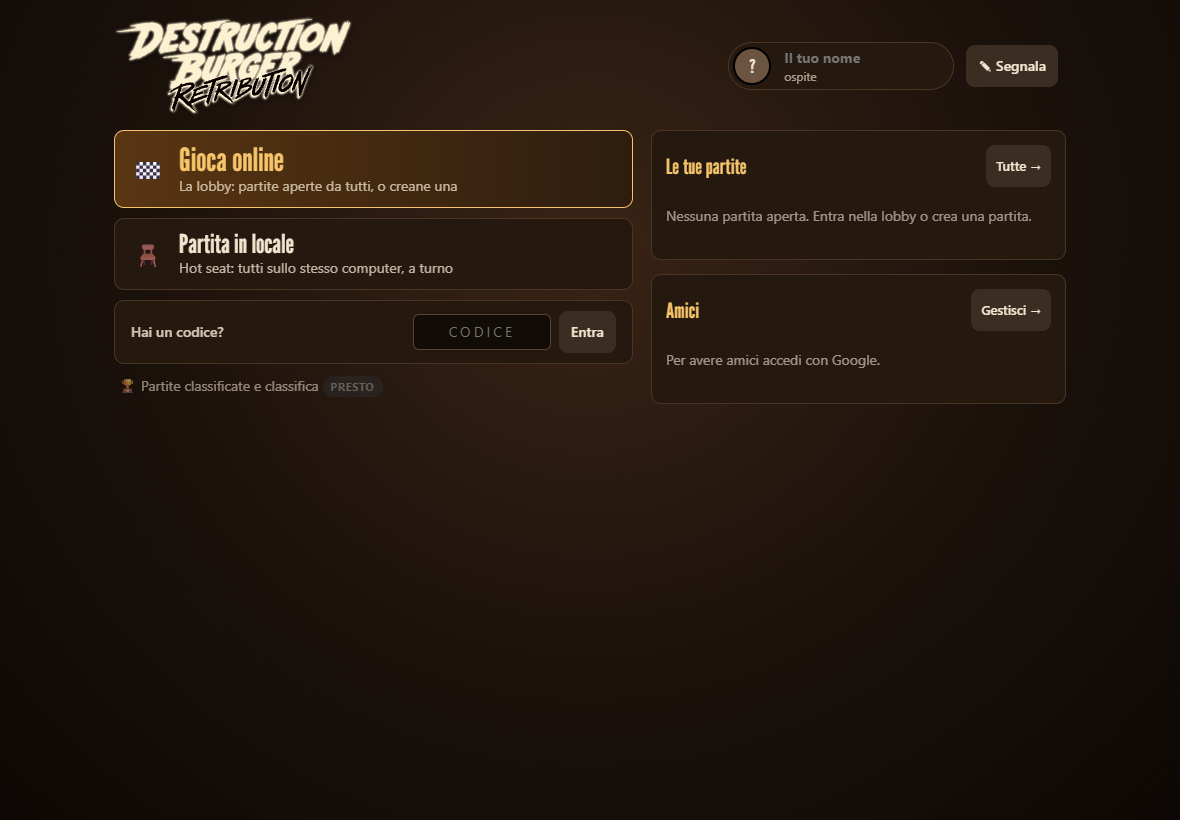 DESTRUCTION
BURGER
RETRIBUTION
?
Il tuo nome
ospite
Segnala
Gioca online
La lobby: partite aperte da tutti, o creane una
Partita in locale
Hot seat: tutti sullo stesso computer, a turno
Hai un codice?
CODICE
Entra
Partite classificate e classifica PRESTO
Le tue partite
Tutte →
Nessuna partita aperta. Entra nella lobby o crea una partita.
Amici
Gestisci →
Per avere amici accedi con Google.